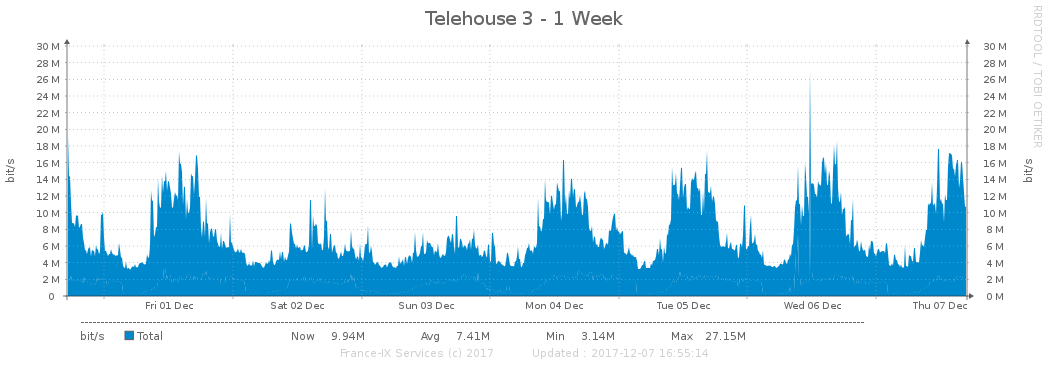 Telehouse 3 - 1 Week
RRDTOOL / TOBI OETIKER
bit/s
30 M 30 M
28 M 28 M
26 M 26 M
24 M 24 M
22 M 22 M
20 M 20 M
18 M 18 M
16 M 16 M
14 M 14 M
12 M 12 M
10 M 10 M
8 M 8 M
6 M 6 M
4 M 4 M
2 M 2 M
0 0 M
bit/s
Fri 01 Dec Sat 02 Dec Sun 03 Dec Mon 04 Dec Tue 05 Dec Wed 06 Dec Thu 07 Dec
bit/s Total Now 9.94M Avg 7.41M Min 3.14M Max 27.15M
France-IX Services (c) 2017 Updated : 2017-12-07 16:55:14